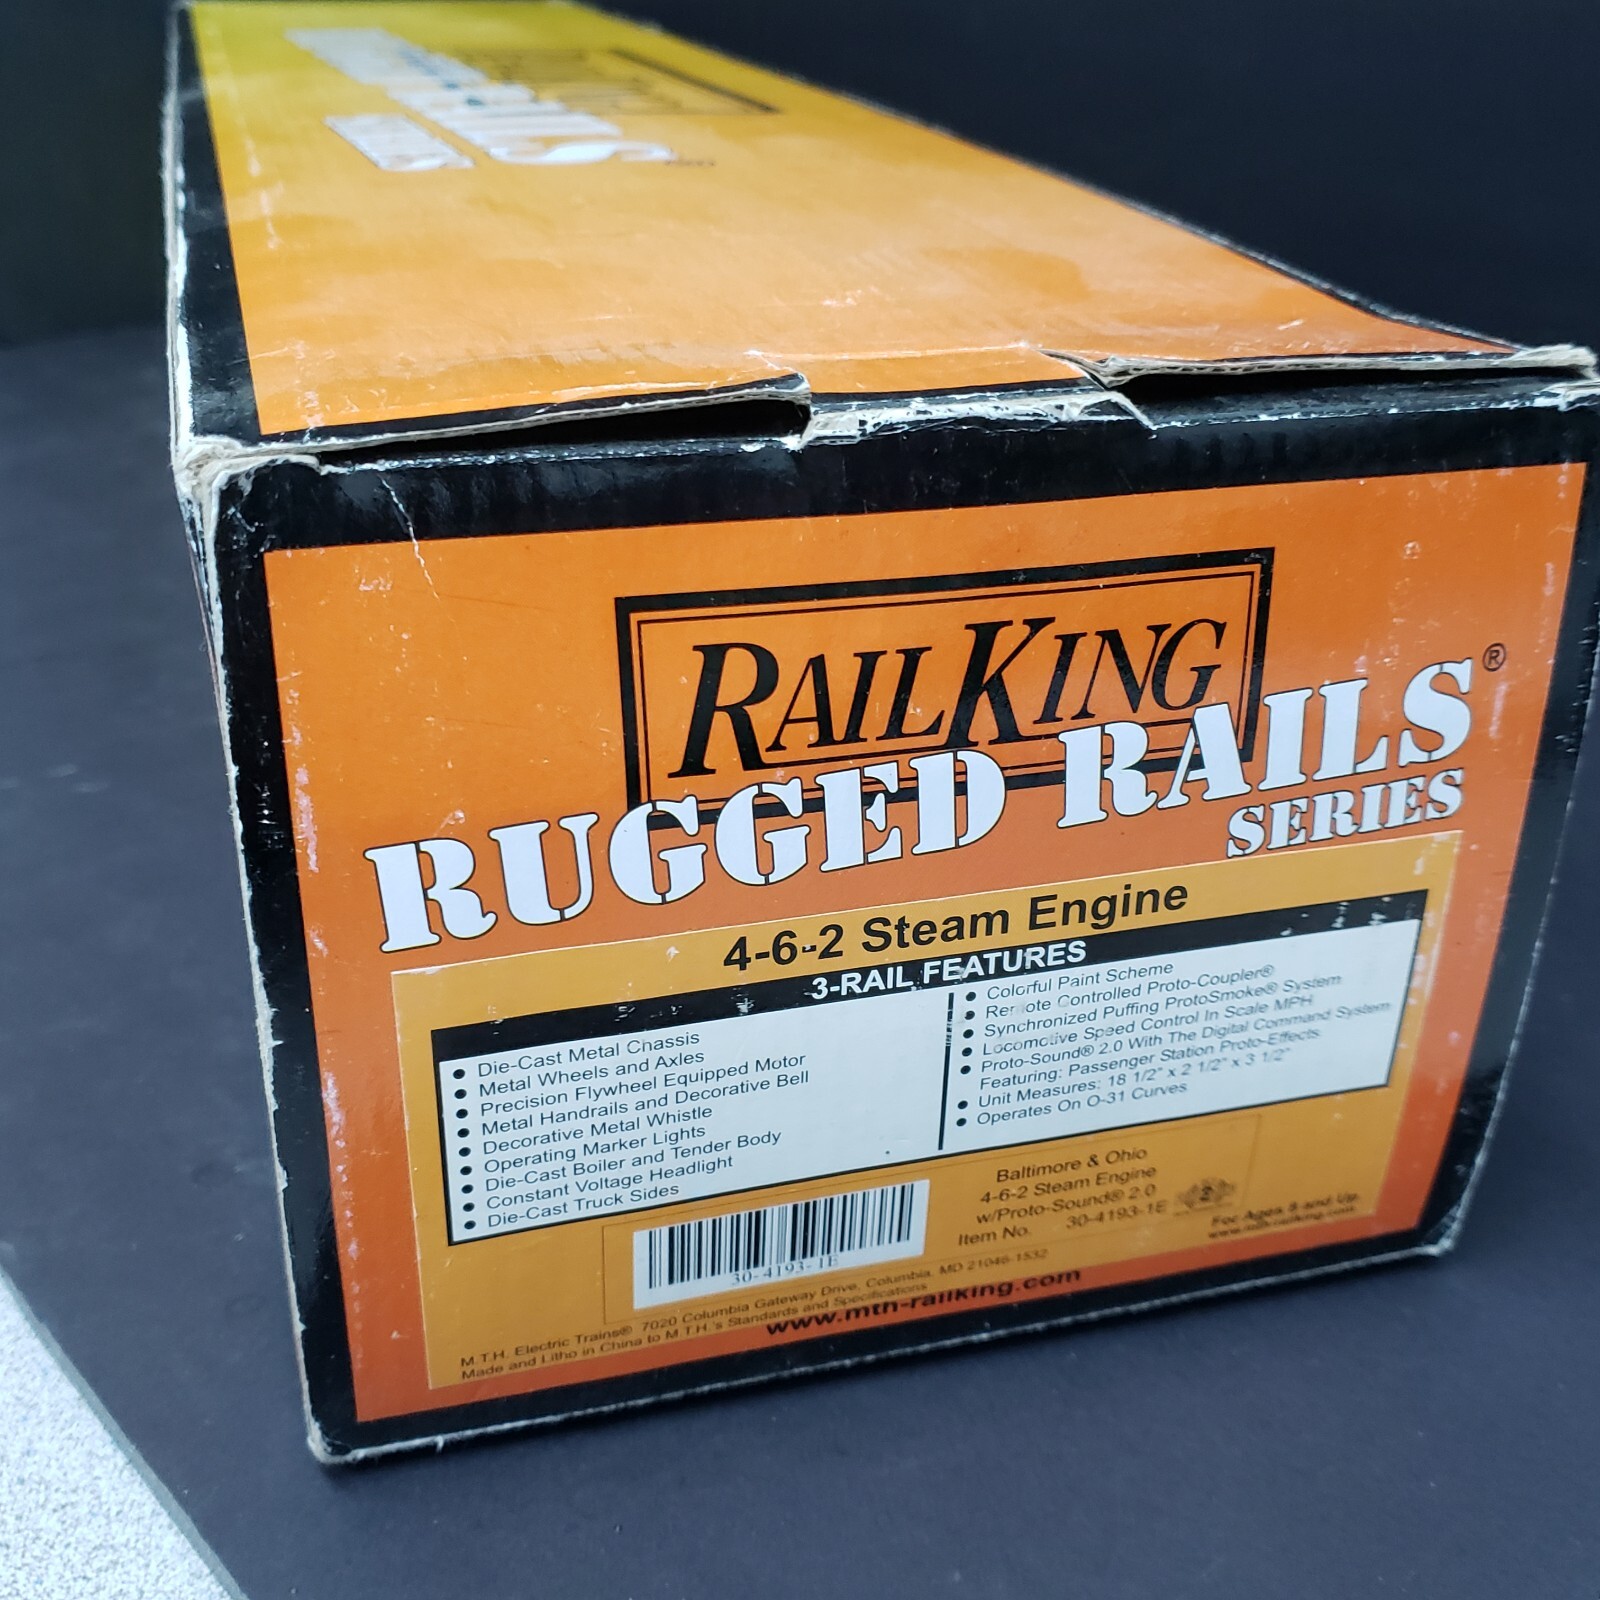 RAILKING
RUGGED RAILS®
SERIES
4-6-2 Steam Engine
3-RAIL FEATURES
• Die-Cast Metal Chassis
• Metal Wheels and Axles
• Precision Flywheel Equipped Motor
• Metal Handrails and Decorative Bell
• Decorative Metal Whistle
• Operating Marker Lights
• Die-Cast Boiler and Tender Body
• Constant Voltage Headlight
• Die-Cast Truck Sides
• Colorful Paint Scheme
• Remote Controlled Proto-Coupler®
• Synchronized Puffing ProtoSmoke® System
• Locomotive Speed Control In Scale MPH
• Proto-Sound® 2.0 With The Digital Command System
Featuring: Passenger Station Proto-Effects
• Unit Measures: 18 1/2" x 2 1/2" x 3 1/2"
• Operates On O-31 Curves
30-4193-1E
Baltimore & Ohio
4-6-2 Steam Engine
w/Proto-Sound® 2.0
Item No. 30-4193-1E
For Ages 8 and Up.
www.mth-railking.com
M.T.H. Electric Trains® 7020 Columbia Gateway Drive, Columbia, MD 21046-1532
Made and Litho in China to M.T.H.'s Standards and Specifications
www.mth-railking.com